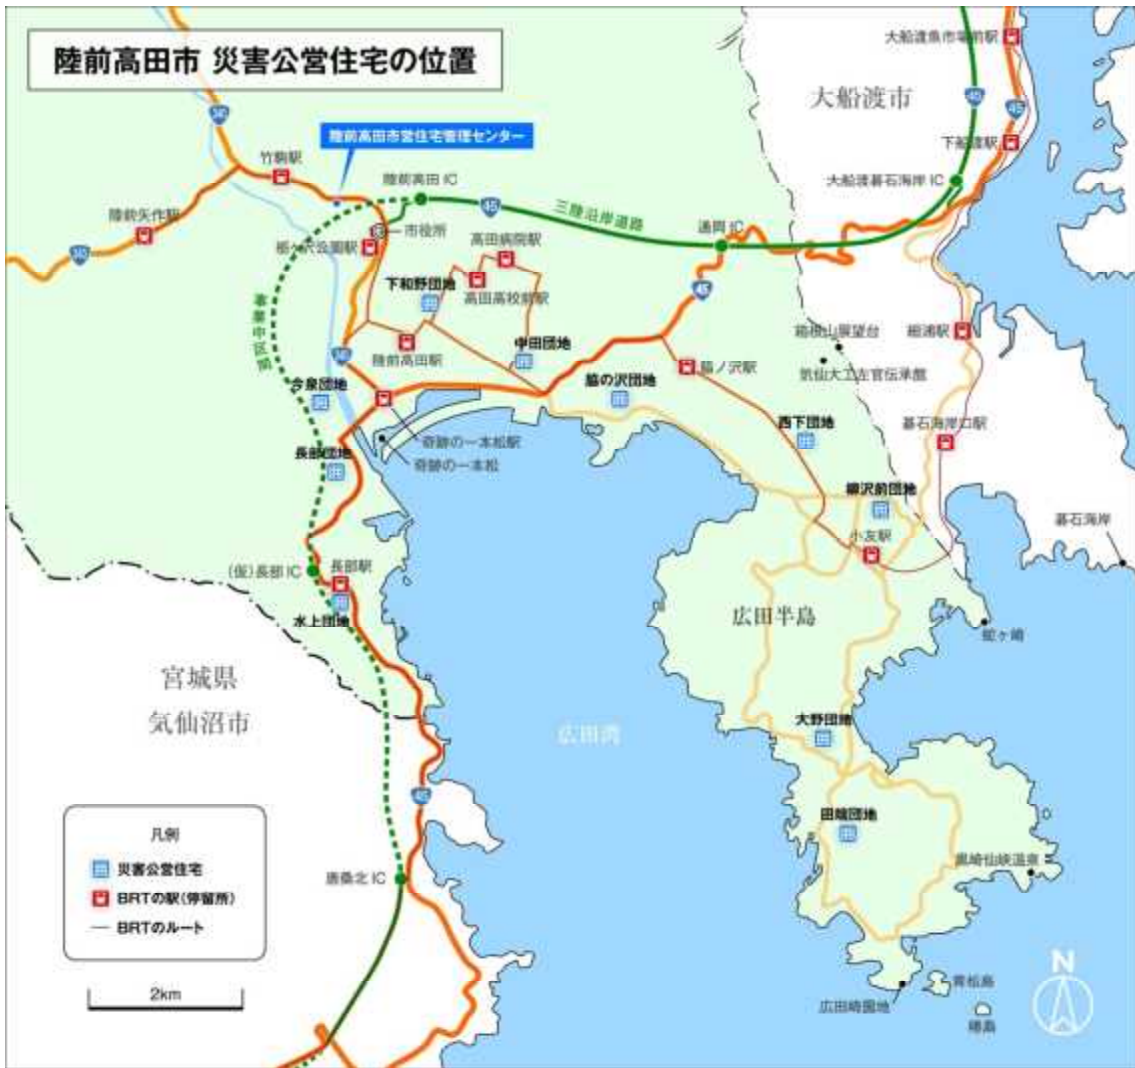 陸前高田市 災害公営住宅の位置
大船渡魚市場前駅
大船渡市
45
45
340
陸前高田市営住宅管理センター
下船渡駅
竹駒駅
陸前高田 IC
大船渡碁石海岸 IC
陸前矢作駅
45
三陸沿岸道路
通岡 IC
市役所
栃ヶ沢公園駅
高田病院駅
下和野団地
高田高校前駅
45
事業中区間
340
陸前高田駅
中田団地
箱根山展望台
細浦駅
脇ノ沢駅
気仙大工左官伝承館
今泉団地
脇の沢団地
奇跡の一本松駅
西下団地
碁石海岸口駅
長部団地
奇跡の一本松
柳沢前団地
碁石海岸
小友駅
(仮)長部 IC
長部駅
水上団地
広田半島
蛇ヶ崎
宮城県
気仙沼市
大野団地
広田湾
45
田端団地
凡例
災害公営住宅
BRTの駅(停留所)
BRTのルート
唐桑北 IC
黒崎仙峡温泉
2km
広田崎園地
青松島
椿島
N